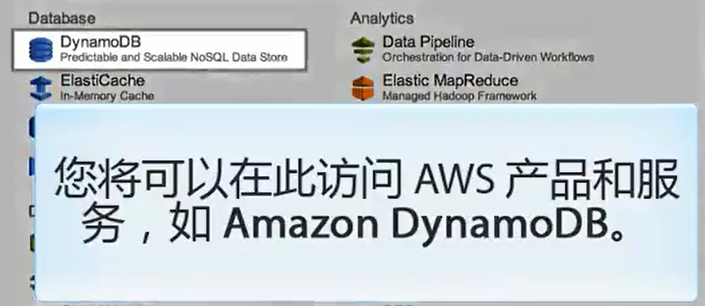 Database
DynamoDB
Predictable and Scalable NoSQL Data Store
ElastiCache
In-Memory Cache
Analytics
Data Pipeline
Orchestration for Data-Driven Workflows
Elastic MapReduce
Managed Hadoop Framework
您将可以在此访问 AWS 产品和服
务，如 Amazon DynamoDB。